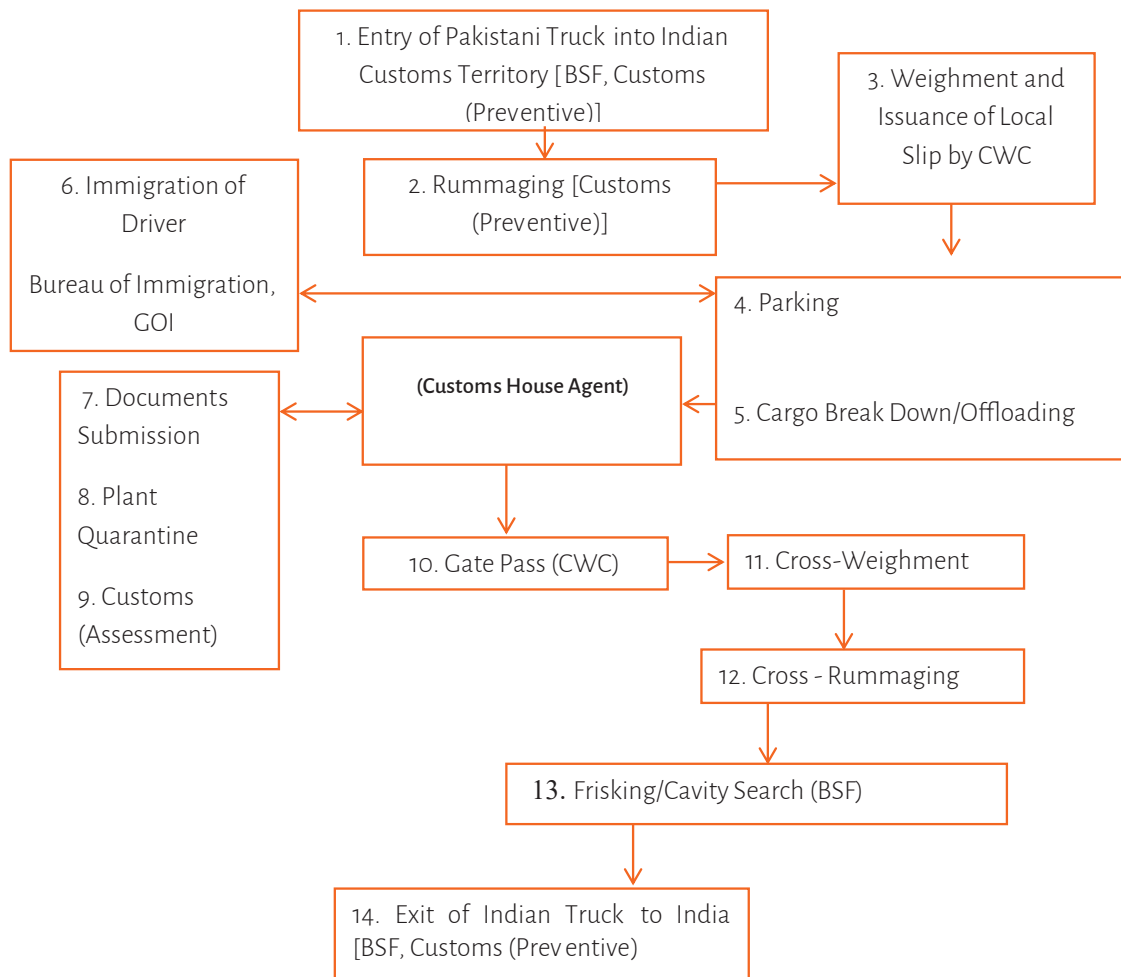 1. Entry of Pakistani Truck into Indian
Customs Territory [BSF, Customs
(Preventive)]
2. Rummaging [Customs
(Preventive)]
3. Weighment and
Issuance of Local
Slip by CWC
6. Immigration of
Driver
Bureau of Immigration,
GOI
4. Parking
5. Cargo Break Down/Offloading
(Customs House Agent)
7. Documents
Submission
8. Plant
Quarantine
9. Customs
(Assessment)
10. Gate Pass (CWC)
11. Cross-Weighment
12. Cross - Rummaging
13. Frisking/Cavity Search (BSF)
14. Exit of Indian Truck to India
[BSF, Customs (Preventive)